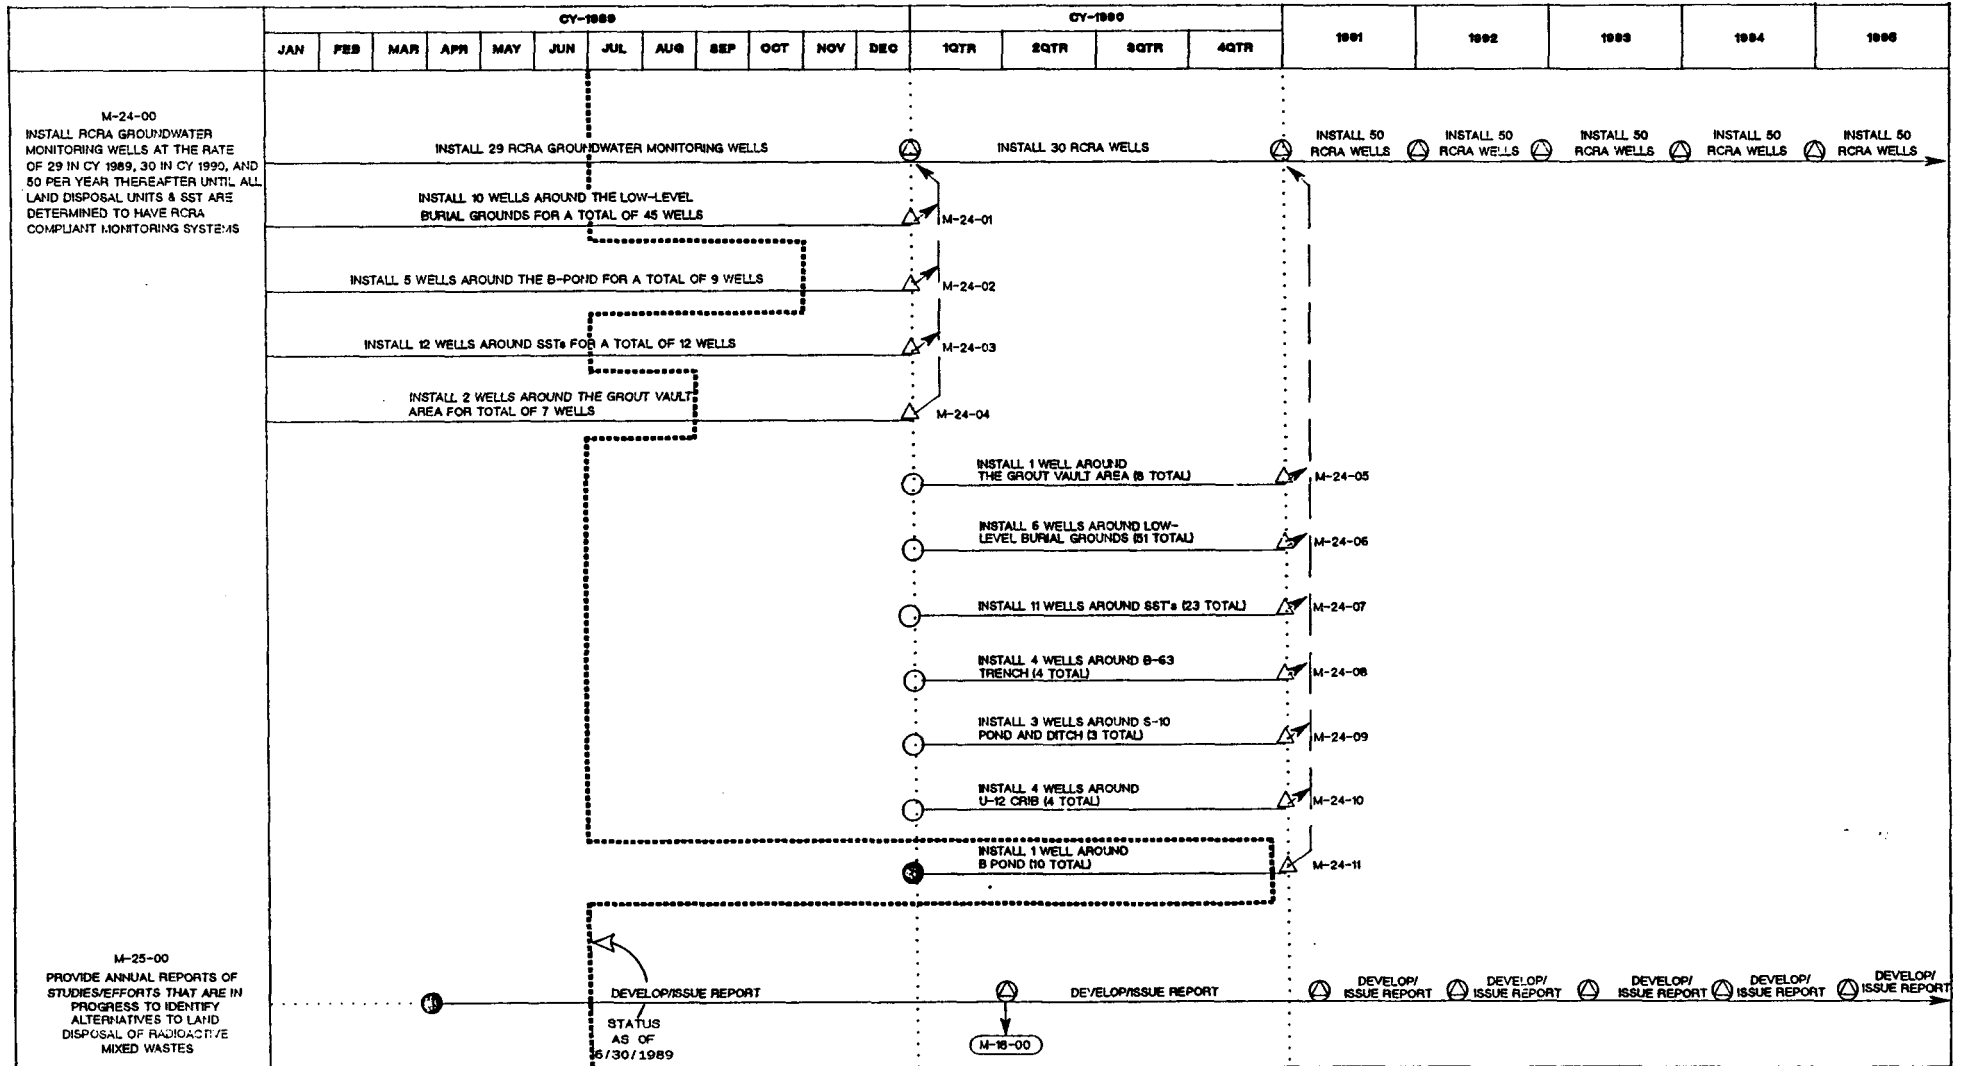 CY-1989
CY-1990
1991
1992
1993
1994
1995
JAN
FEB
MAR
APR
MAY
JUN
JUL
AUG
SEP
OCT
NOV
DEC
1QTR
2QTR
3QTR
4QTR
M-24-00
INSTALL RCRA GROUNDWATER
MONITORING WELLS AT THE RATE
OF 29 IN CY 1989, 30 IN CY 1990, AND
50 PER YEAR THEREAFTER UNTIL ALL
LAND DISPOSAL UNITS & SST ARE
DETERMINED TO HAVE RCRA
COMPLIANT MONITORING SYSTEMS
INSTALL 29 RCRA GROUNDWATER MONITORING WELLS
INSTALL 30 RCRA WELLS
INSTALL 50
RCRA WELLS
INSTALL 50
RCRA WELLS
INSTALL 50
RCRA WELLS
INSTALL 50
RCRA WELLS
INSTALL 50
RCRA WELLS
INSTALL 10 WELLS AROUND THE LOW-LEVEL
BURIAL GROUNDS FOR A TOTAL OF 45 WELLS
M-24-01
INSTALL 5 WELLS AROUND THE B-POND FOR A TOTAL OF 9 WELLS
M-24-02
INSTALL 12 WELLS AROUND SSTs FOR A TOTAL OF 12 WELLS
M-24-03
INSTALL 2 WELLS AROUND THE GROUT VAULT
AREA FOR TOTAL OF 7 WELLS
M-24-04
INSTALL 1 WELL AROUND
THE GROUT VAULT AREA (8 TOTAL)
M-24-05
INSTALL 6 WELLS AROUND LOW-
LEVEL BURIAL GROUNDS (51 TOTAL)
M-24-06
INSTALL 11 WELLS AROUND SST's (23 TOTAL)
M-24-07
INSTALL 4 WELLS AROUND B-63
TRENCH (4 TOTAL)
M-24-08
INSTALL 3 WELLS AROUND S-10
POND AND DITCH (3 TOTAL)
M-24-09
INSTALL 4 WELLS AROUND
U-12 CRIB (4 TOTAL)
M-24-10
INSTALL 1 WELL AROUND
B POND (10 TOTAL)
M-24-11
M-25-00
PROVIDE ANNUAL REPORTS OF
STUDIES/EFFORTS THAT ARE IN
PROGRESS TO IDENTIFY
ALTERNATIVES TO LAND
DISPOSAL OF RADIOACTIVE
MIXED WASTES
DEVELOP/ISSUE REPORT
DEVELOP/ISSUE REPORT
DEVELOP/
ISSUE REPORT
DEVELOP/
ISSUE REPORT
DEVELOP/
ISSUE REPORT
DEVELOP/
ISSUE REPORT
DEVELOP/
ISSUE REPORT
STATUS
AS OF
6/30/1989
M-16-00